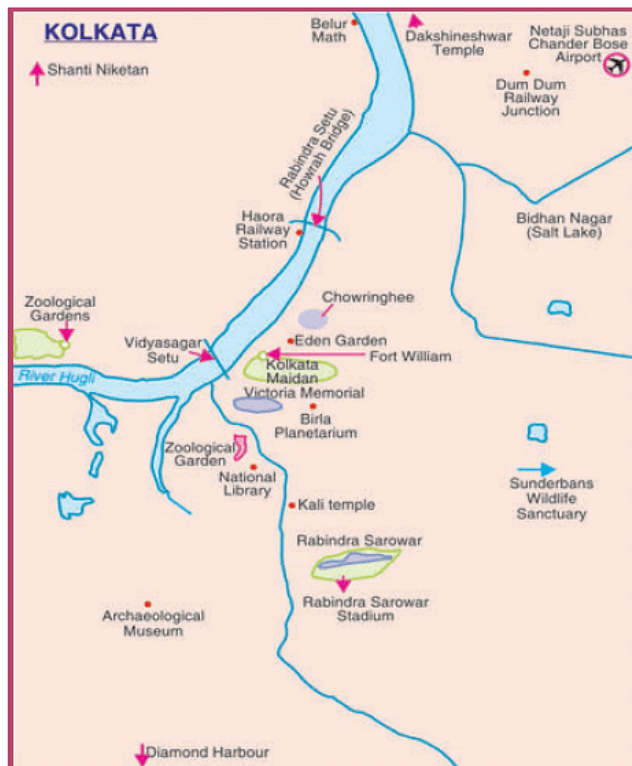 KOLKATA
Shanti Niketan
Belur
Math
Dakshineshwar
Temple
Netaji Subhas
Chander Bose
Airport
Dum Dum
Railway
Junction
Rabindra Setu
(Howrah Bridge)
Haora
Railway
Station
Bidhan Nagar
(Salt Lake)
Zoological
Gardens
Chowringhee
Vidyasagar
Setu
Eden Garden
Fort William
Kolkata
Maidan
River Hugli
Victoria Memorial
Birla
Planetarium
Zoological
Garden
National
Library
Sunderbans
Wildlife
Sanctuary
Kali temple
Rabindra Sarowar
Rabindra Sarowar
Stadium
Archaeological
Museum
Diamond Harbour